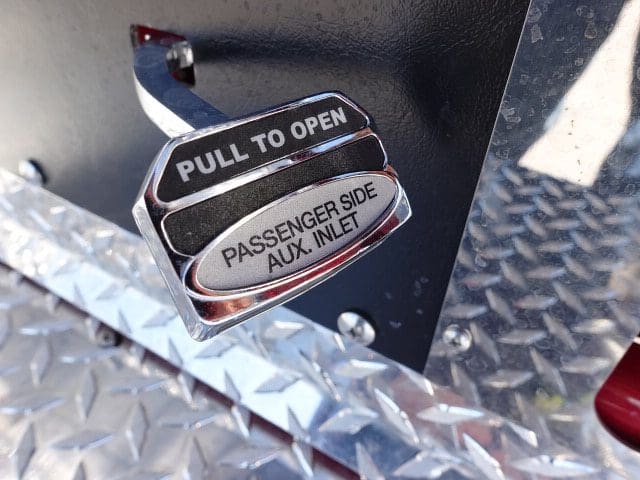 PULL TO OPEN
PASSENGER SIDE
AUX. INLET